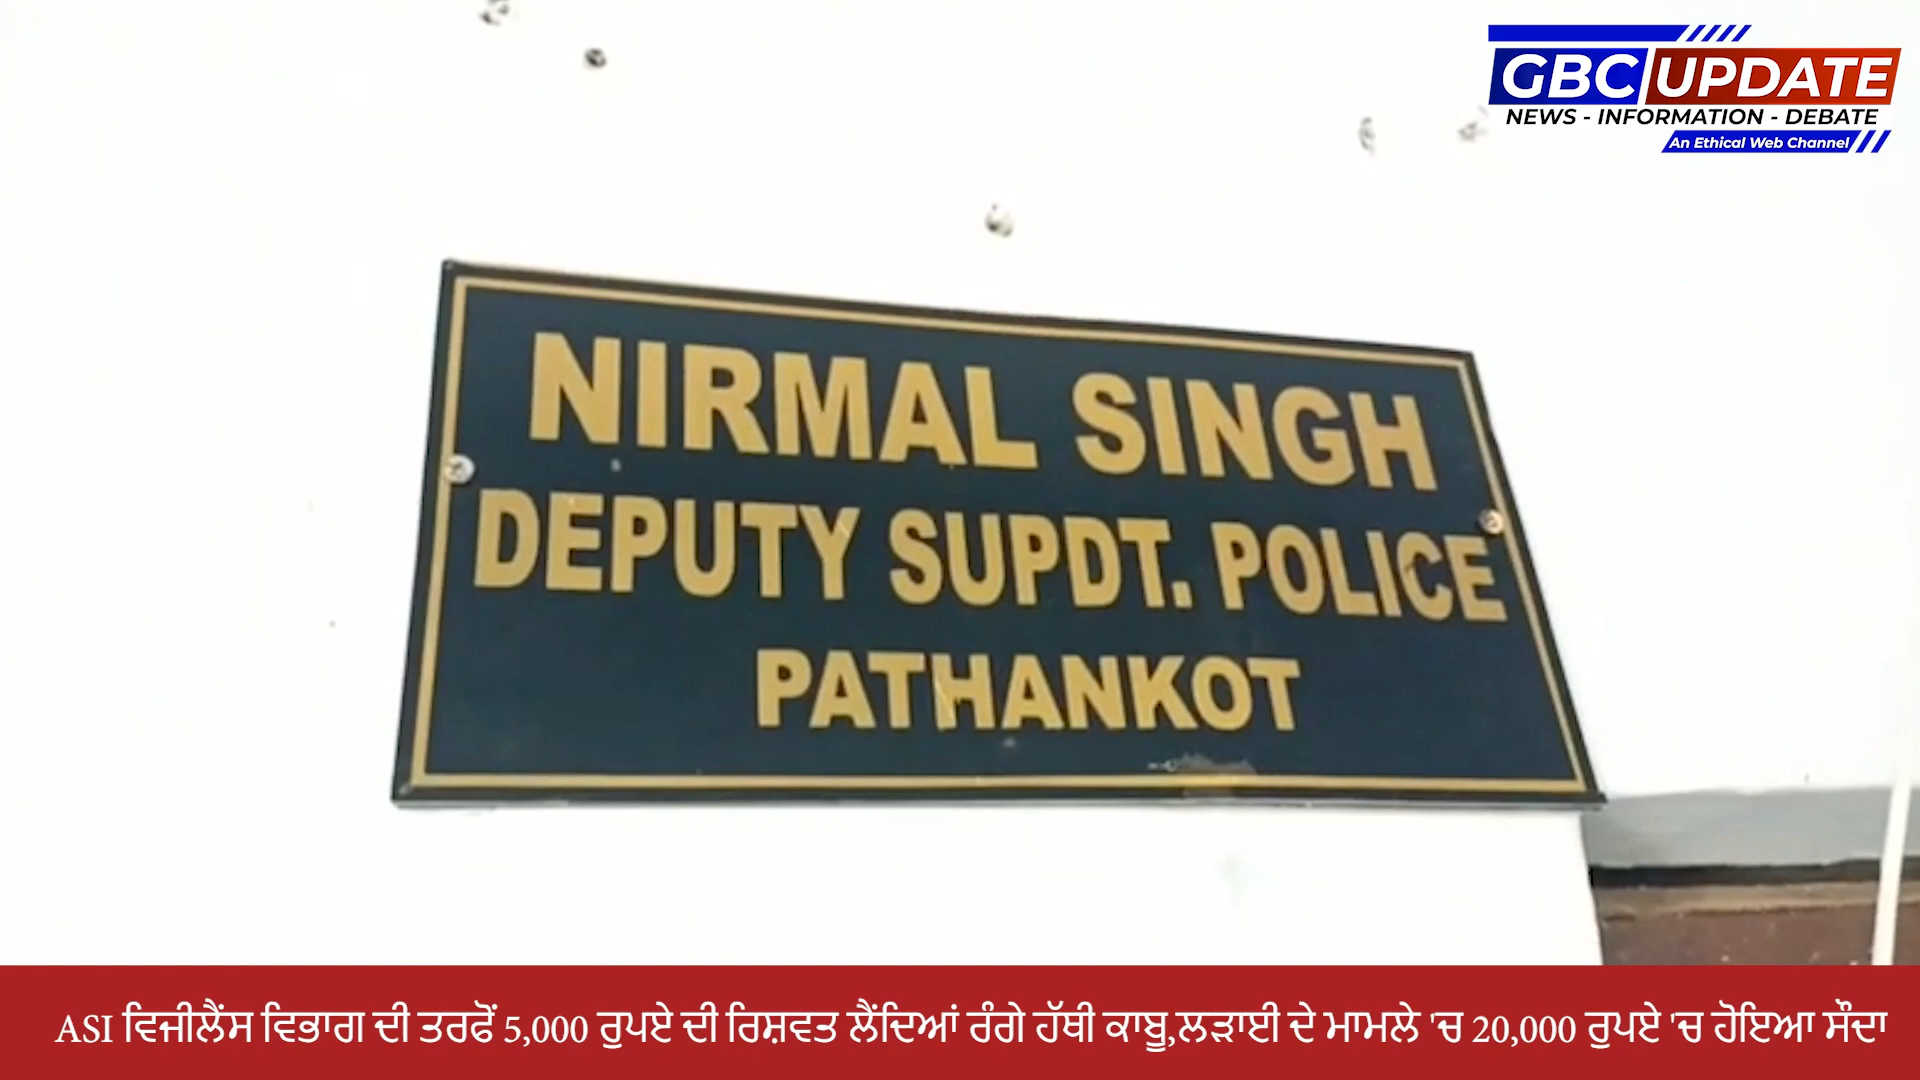 GBC UPDATE
NEWS - INFORMATION - DEBATE
An Ethical Web Channel
NIRMAL SINGH
DEPUTY SUPDT. POLICE
PATHANKOT
ASI ਵਿਜੀਲੈਂਸ ਵਿਭਾਗ ਦੀ ਤਰਫੋਂ 5,000 ਰੁਪਏ ਦੀ ਰਿਸ਼ਵਤ ਲੈਂਦਿਆਂ ਰੰਗੇ ਹੱਥੀ ਕਾਬੂ,ਲੜਾਈ ਦੇ ਮਾਮਲੇ 'ਚ 20,000 ਰੁਪਏ 'ਚ ਹੋਇਆ ਸੌਦਾ